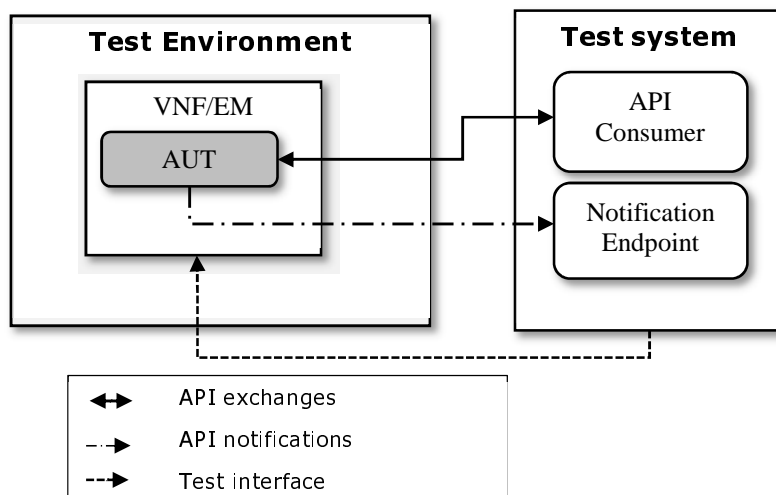 Test Environment
VNF/EM
AUT
Test system
API
Consumer
Notification
Endpoint
API exchanges
API notifications
Test interface